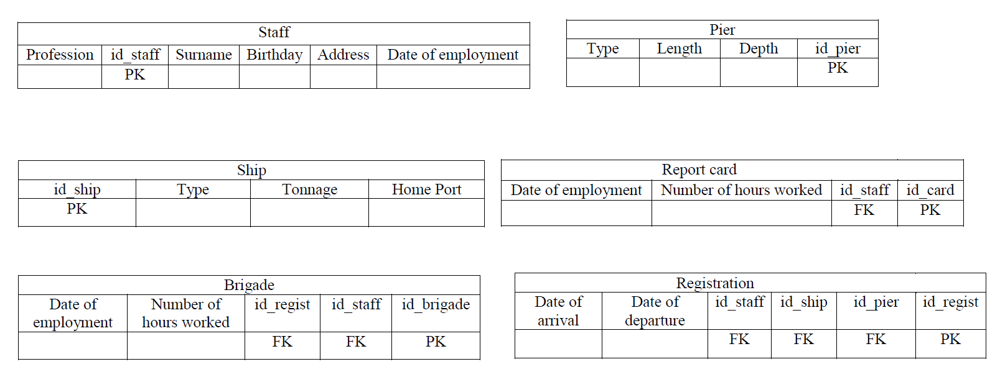 Staff
Profession id_staff Surname Birthday Address Date of employment
PK
Pier
Type Length Depth id_pier
PK
Ship
id_ship Type Tonnage Home Port
PK
Report card
Date of employment Number of hours worked id_staff id_card
FK PK
Brigade
Date of employment Number of hours worked id_regist id_staff id_brigade
FK FK PK
Registration
Date of arrival Date of departure id_staff id_ship id_pier id_regist
FK FK FK PK